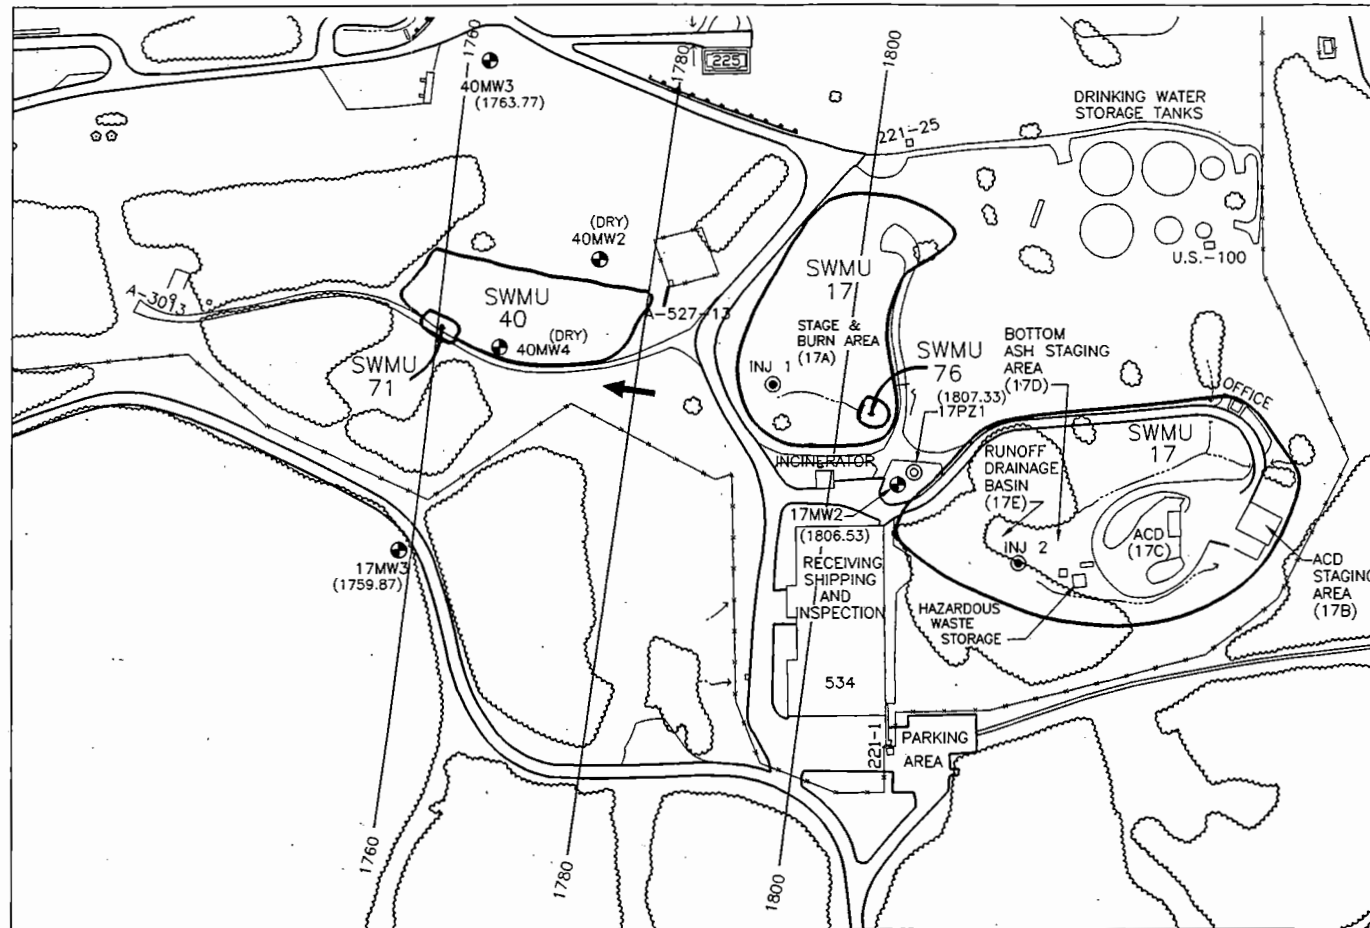 1760
1780
225
1800
40MW3
(1763.77)
DRINKING WATER
STORAGE TANKS
221-25
(DRY)
40MW2
U.S.-100
SWMU
17
SWMU
40
A-3013
A-527-13
(DRY)
40MW4
STAGE &
BURN AREA
(17A)
BOTTOM
ASH STAGING
AREA
(17D)
SWMU
71
SWMU
76
INJ 1
(1807.33)
17PZ1
OFFICE
SWMU
17
INCINERATOR
RUNOFF
DRAINAGE
BASIN
(17E)
17MW2
(1806.53)
ACD
(17C)
INJ 2
17MW3
(1759.87)
RECEIVING
SHIPPING
AND
INSPECTION
ACD
STAGING
AREA
(17B)
HAZARDOUS
WASTE
STORAGE
534
221-1
PARKING
AREA
1760
1780
1800